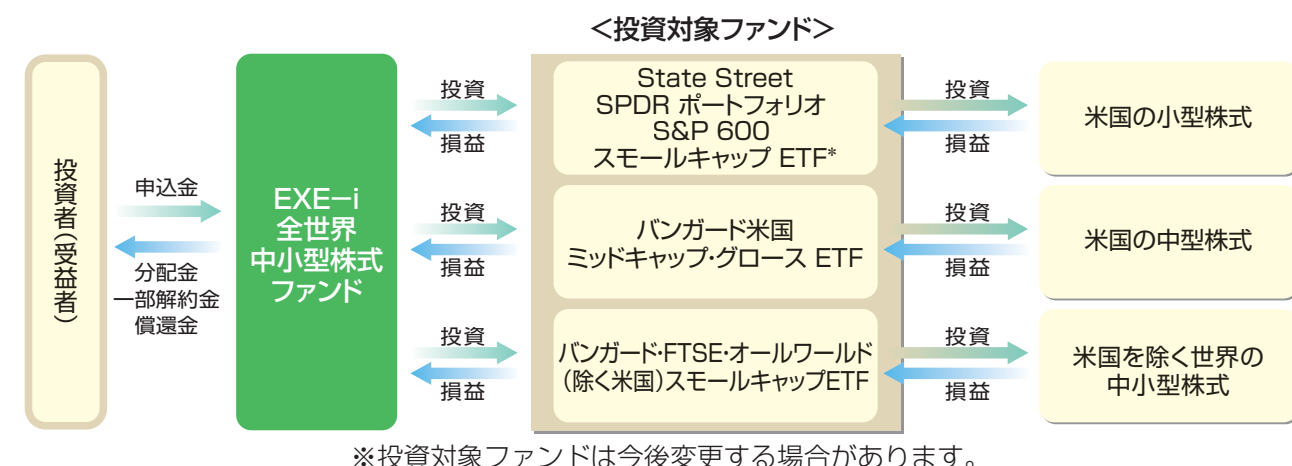 ＜投資対象ファンド＞
投資者（受益者）
申込金
分配金
一部解約金
償還金
EXE－i
全世界
中小型株式
ファンド
投資
損益
State Street
SPDR ポートフォリオ
S&P 600
スモールキャップ ETF*
投資
損益
米国の小型株式
投資
損益
バンガード米国
ミッドキャップ・グロース ETF
投資
損益
米国の中型株式
投資
損益
バンガード・FTSE・オールワールド
（除く米国）スモールキャップETF
投資
損益
米国を除く世界の
中小型株式
※投資対象ファンドは今後変更する場合があります。